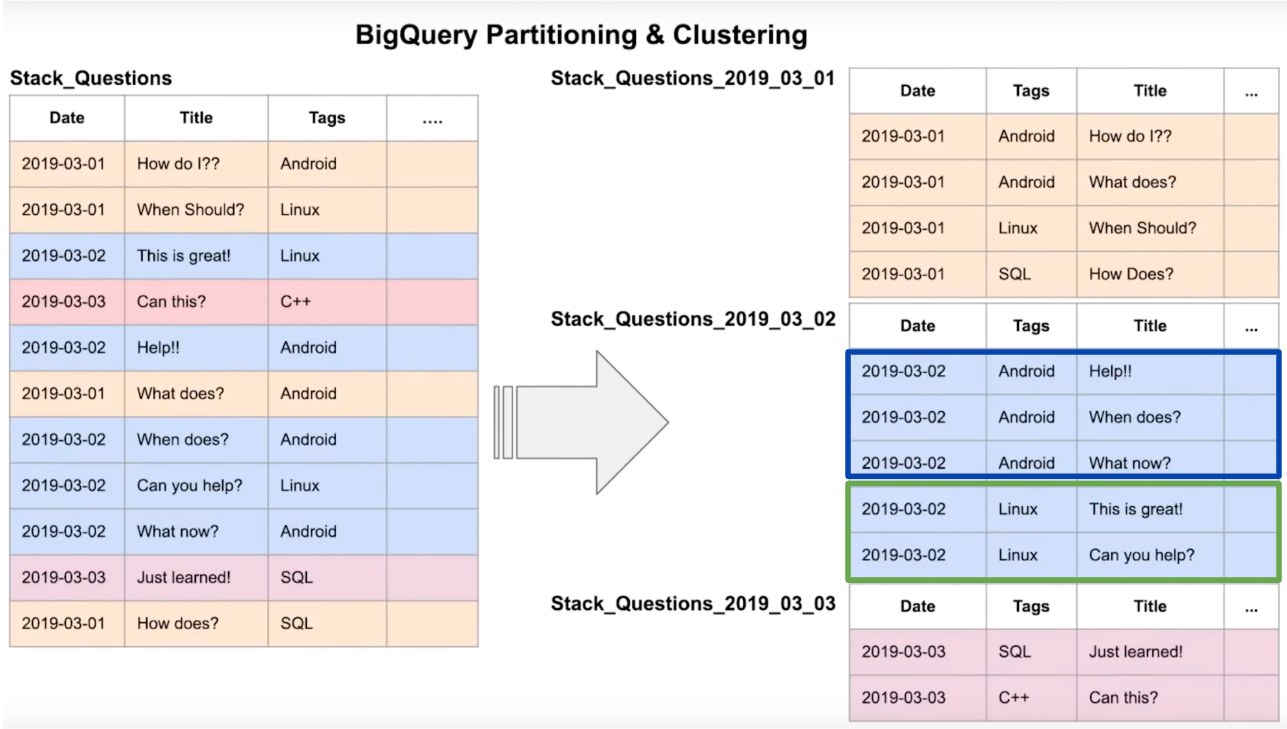 BigQuery Partitioning & Clustering
Stack_Questions
Date Title Tags ....
2019-03-01 How do I?? Android
2019-03-01 When Should? Linux
2019-03-02 This is great! Linux
2019-03-03 Can this? C++
2019-03-02 Help!! Android
2019-03-01 What does? Android
2019-03-02 When does? Android
2019-03-02 Can you help? Linux
2019-03-02 What now? Android
2019-03-03 Just learned! SQL
2019-03-01 How does? SQL
Stack_Questions_2019_03_01
Date Tags Title ...
2019-03-01 Android How do I??
2019-03-01 Android What does?
2019-03-01 Linux When Should?
2019-03-01 SQL How Does?
Stack_Questions_2019_03_02
Date Tags Title ...
2019-03-02 Android Help!!
2019-03-02 Android When does?
2019-03-02 Android What now?
2019-03-02 Linux This is great!
2019-03-02 Linux Can you help?
Stack_Questions_2019_03_03
Date Tags Title ...
2019-03-03 SQL Just learned!
2019-03-03 C++ Can this?